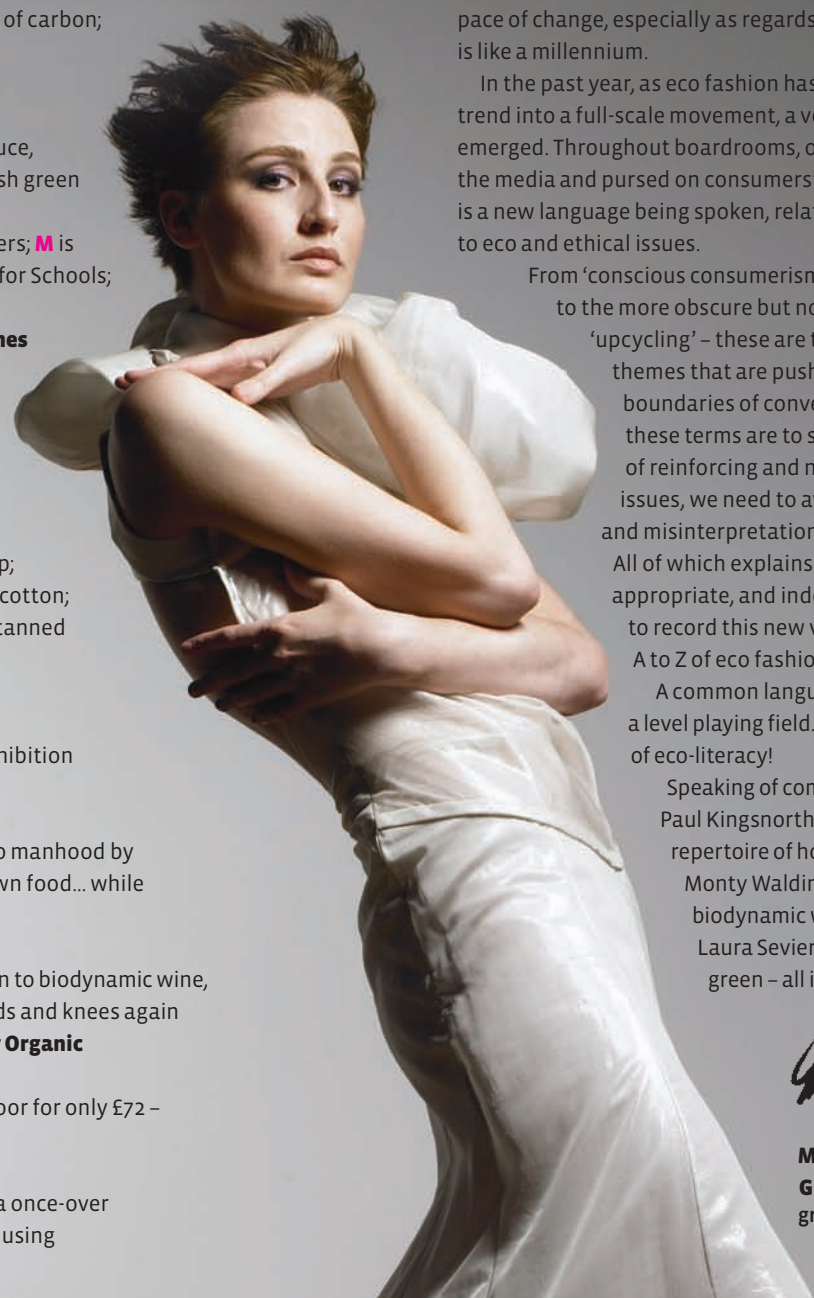 of carbon;
uce,
sh green
ers; M is
for Schools;
nes
p;
cotton;
canned
hibition
o manhood by
wn food... while
n to biodynamic wine,
ds and knees again
r Organic
oor for only £72 –
a once-over
using
pace of change, especially as regards
is like a millennium.
In the past year, as eco fashion has
trend into a full-scale movement, a v
emerged. Throughout boardrooms, o
the media and pursed on consumers
is a new language being spoken, rela
to eco and ethical issues.
From ‘conscious consumerism
to the more obscure but no
‘upcycling’ – these are t
themes that are push
boundaries of conve
these terms are to s
of reinforcing and n
issues, we need to av
and misinterpretation
All of which explains
appropriate, and ind
to record this new v
A to Z of eco fashio
A common langu
a level playing field.
of eco-literacy!
Speaking of con
Paul Kingsnorth
repertoire of ho
Monty Waldin
biodynamic w
Laura Sevier
green – all i
M
G
gr